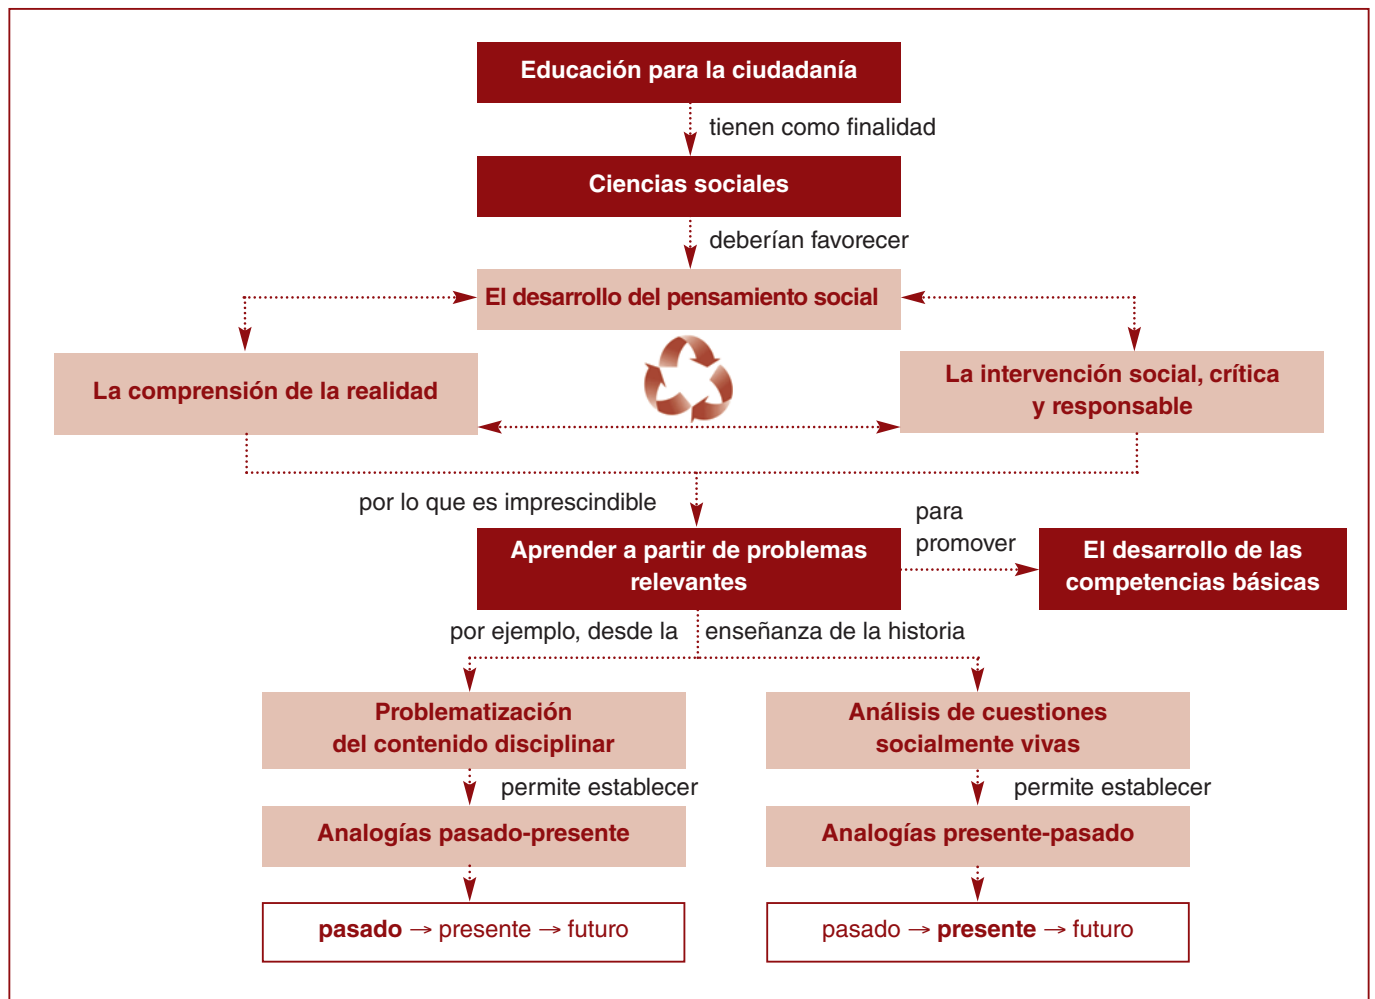 Educación para la ciudadanía
tienen como finalidad
Ciencias sociales
deberían favorecer
El desarrollo del pensamiento social
La comprensión de la realidad
La intervención social, crítica
y responsable
por lo que es imprescindible
Aprender a partir de problemas
relevantes
para
promover
El desarrollo de las
competencias básicas
por ejemplo, desde la enseñanza de la historia
Problematización
del contenido disciplinar
Análisis de cuestiones
socialmente vivas
permite establecer
permite establecer
Analogías pasado-presente
Analogías presente-pasado
pasado → presente → futuro
pasado → presente → futuro